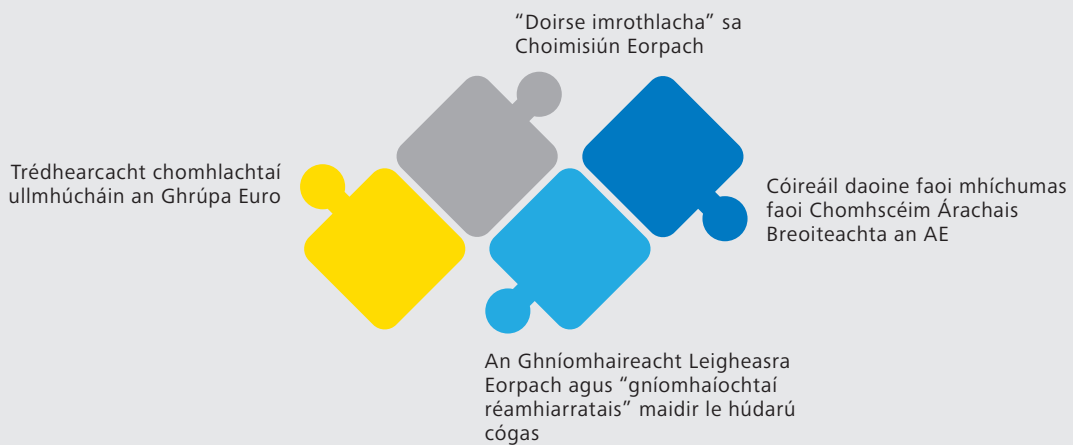 “Doirse imrothlacha” sa
Choimisiún Eorpach
Trédhearcacht chomhlachtaí
ullmhúcháin an Ghrúpa Euro
Cóireáil daoine faoi mhíchumas
faoi Chomhscéim Árachais
Breoiteachta an AE
An Ghníomhaireacht Leigheasra
Eorpach agus “gníomhaíochtaí
réamhiarratais” maidir le húdarú
cógas